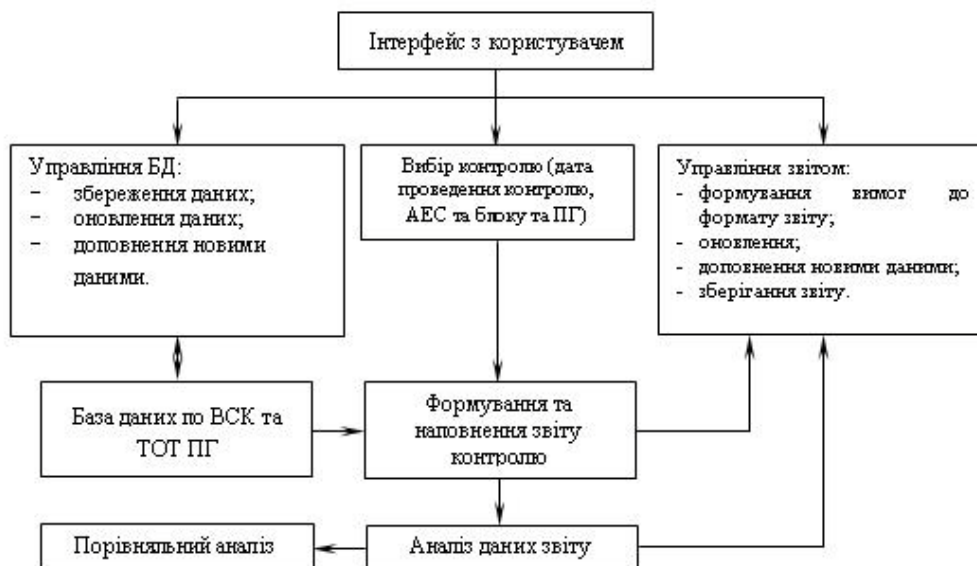 Інтерфейс з користувачем
Управління БД:
− збереження даних;
− оновлення даних;
− доповнення новими
даними.
Вибір контролю (дата
проведення контролю,
АЕС та блоку та ПГ)
Управління звітом:
- формування вимог до
формату звіту;
- оновлення;
- доповнення новими даними;
- зберігання звіту.
База даних по ВСК та
ТОТ ПГ
Формування та
наповнення звіту
контролю
Порівняльний аналіз
Аналіз даних звіту